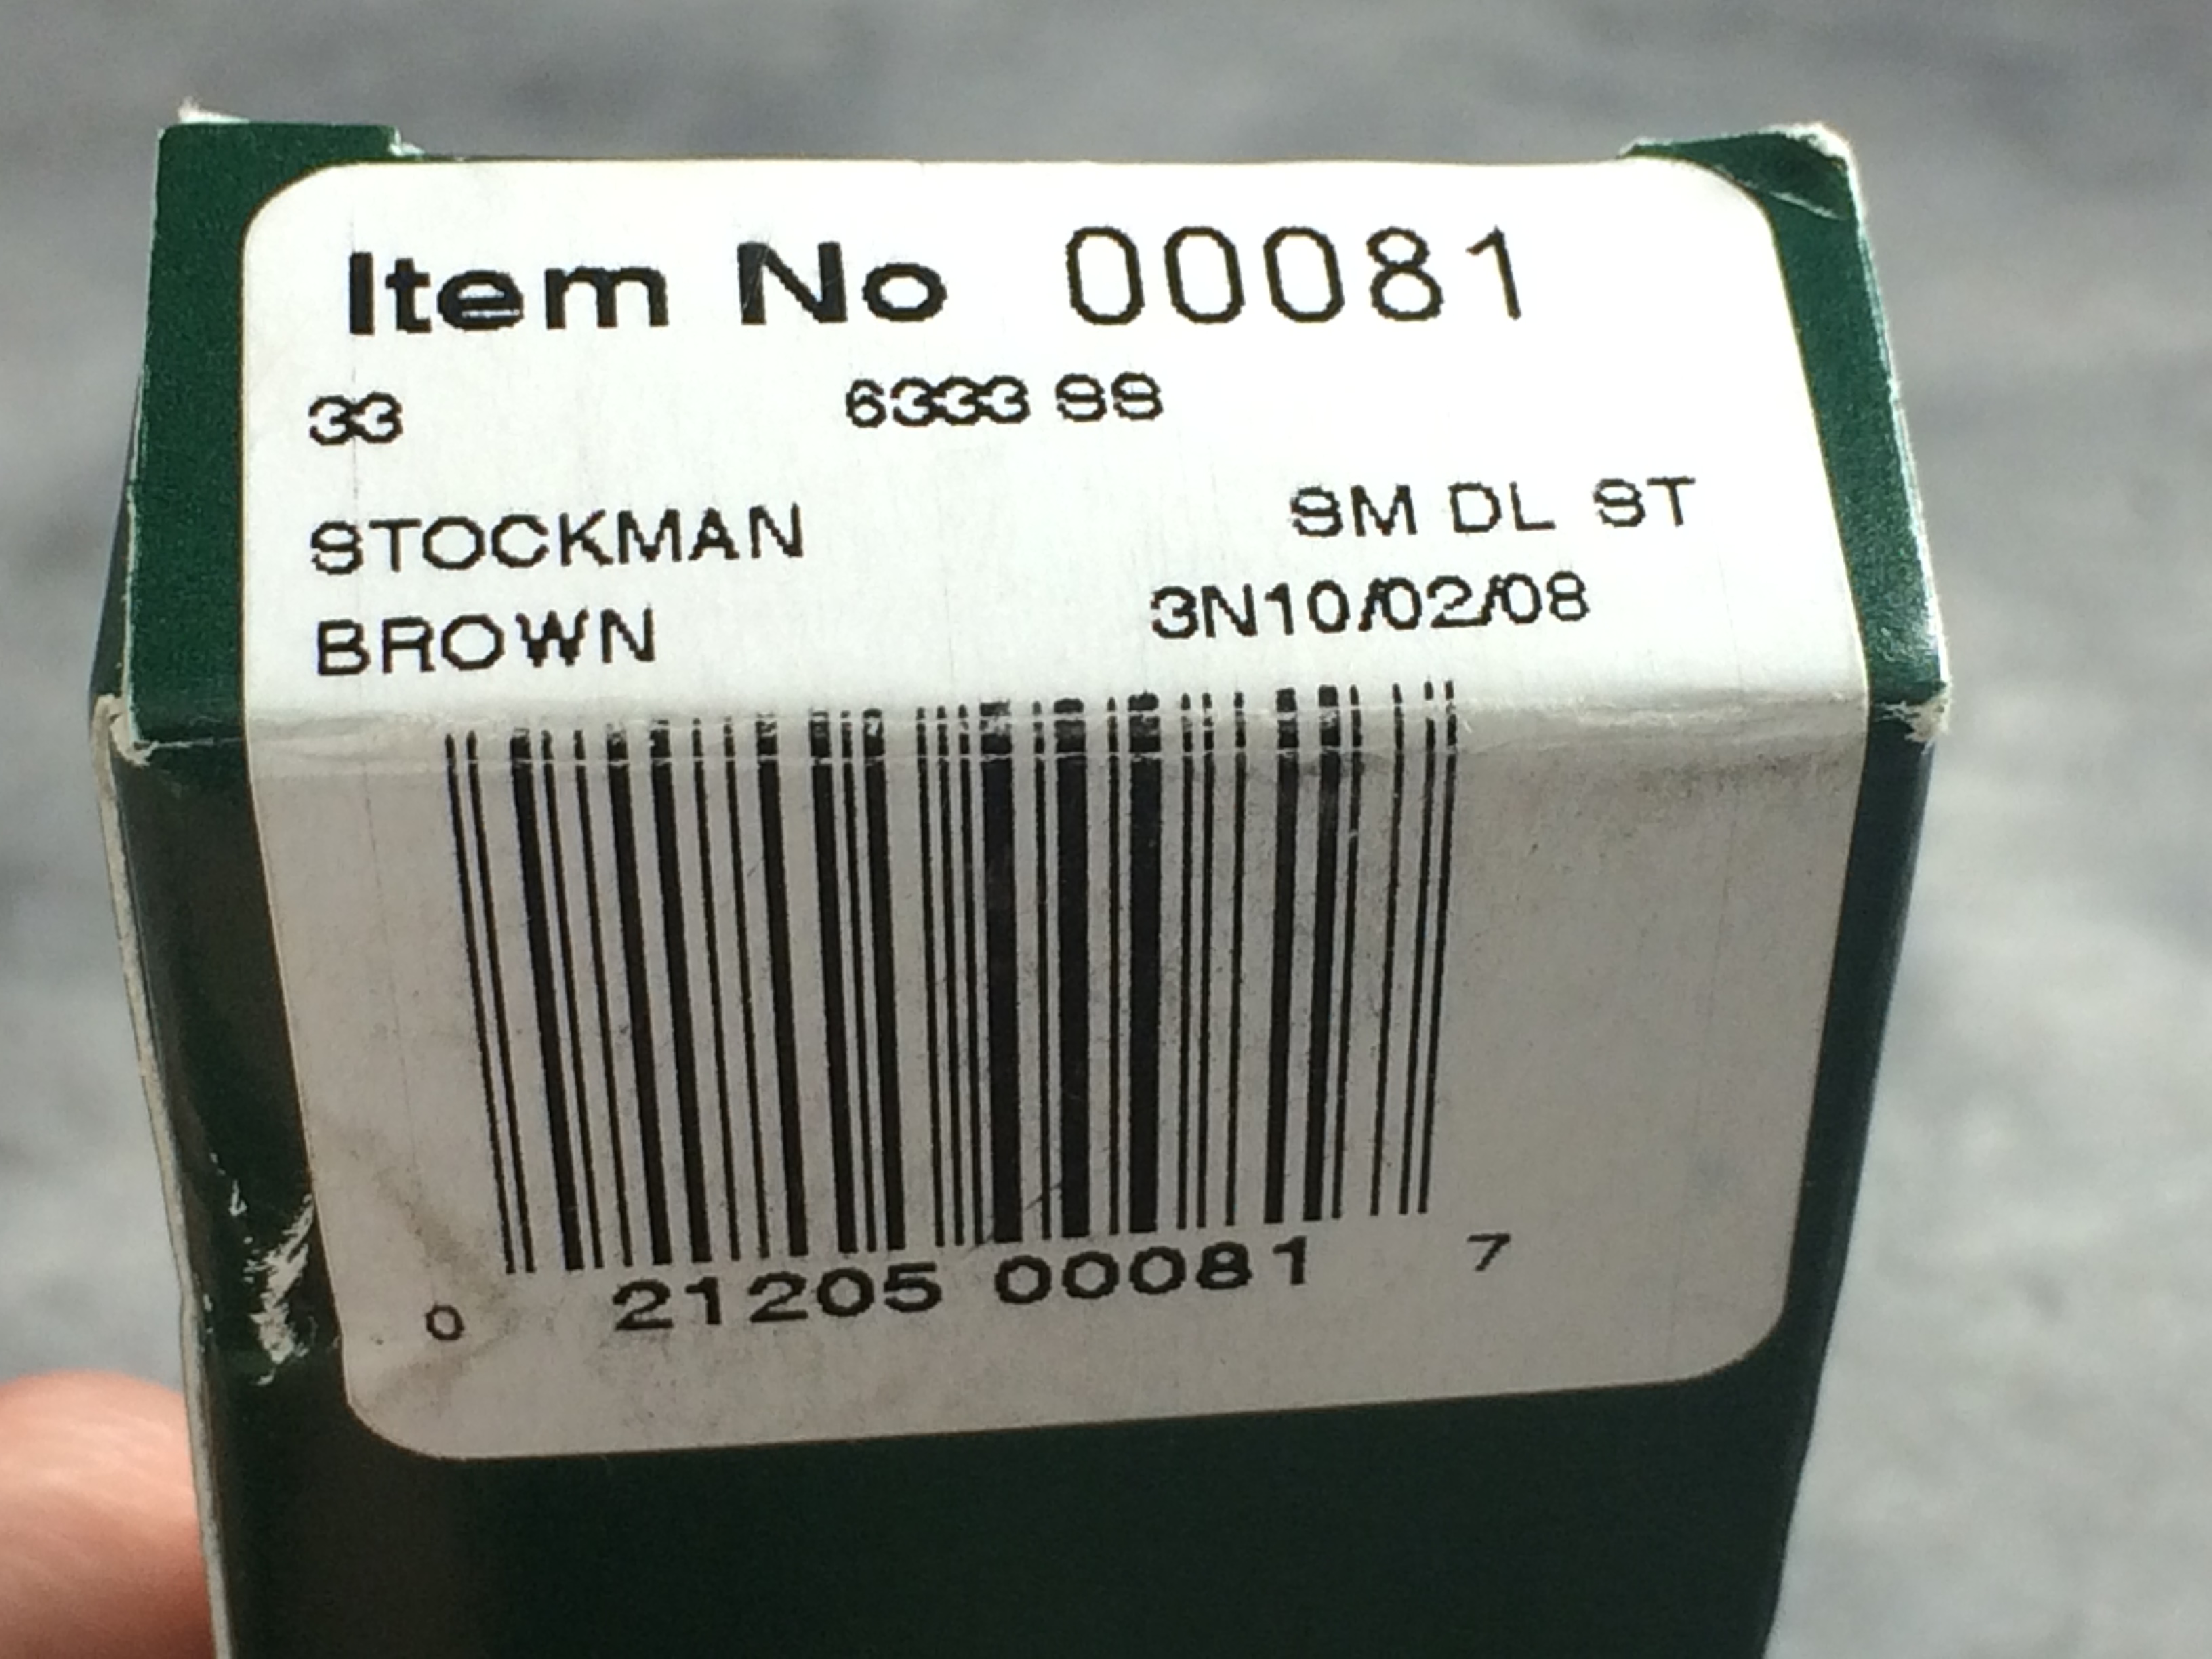 Item No 00081
33 6333 SS
STOCKMAN SM DL ST
BROWN 3N10/02/08
0 21205 00081 7